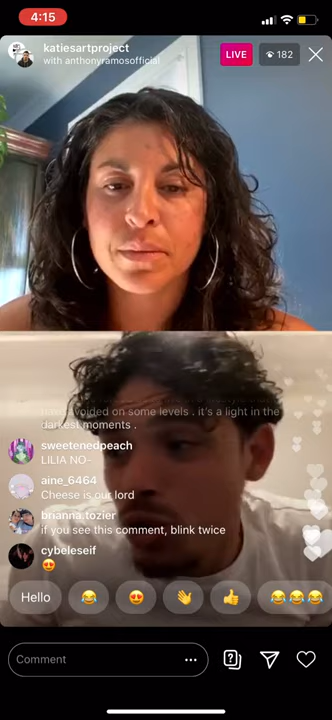 4:15
katiesartproject
with anthonyramosofficial
LIVE
182
avoided on some levels . it's a light in the
darkest moments .
sweetenedpeach
LILIA NO-
aine_6464
Cheese is our lord
brianna.tozier
if you see this comment, blink twice
cybeleseif
😍
Hello
Comment